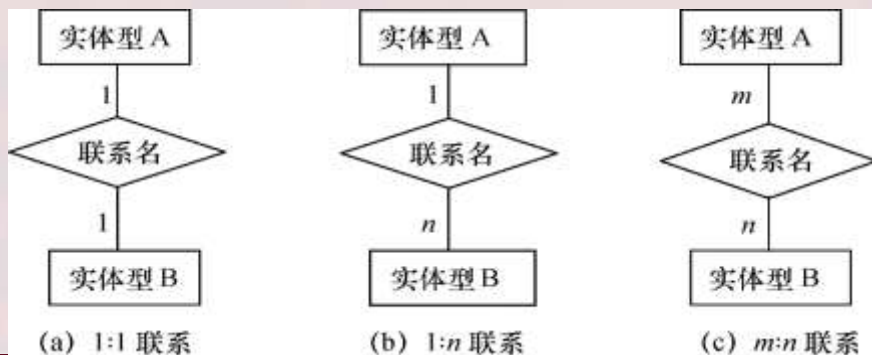 实体型 A 实体型 A 实体型 A
1 1 m
联系名 联系名 联系名
1 n n
实体型 B 实体型 B 实体型 B
(a) 1:1 联系 (b) 1:n 联系 (c) m:n 联系